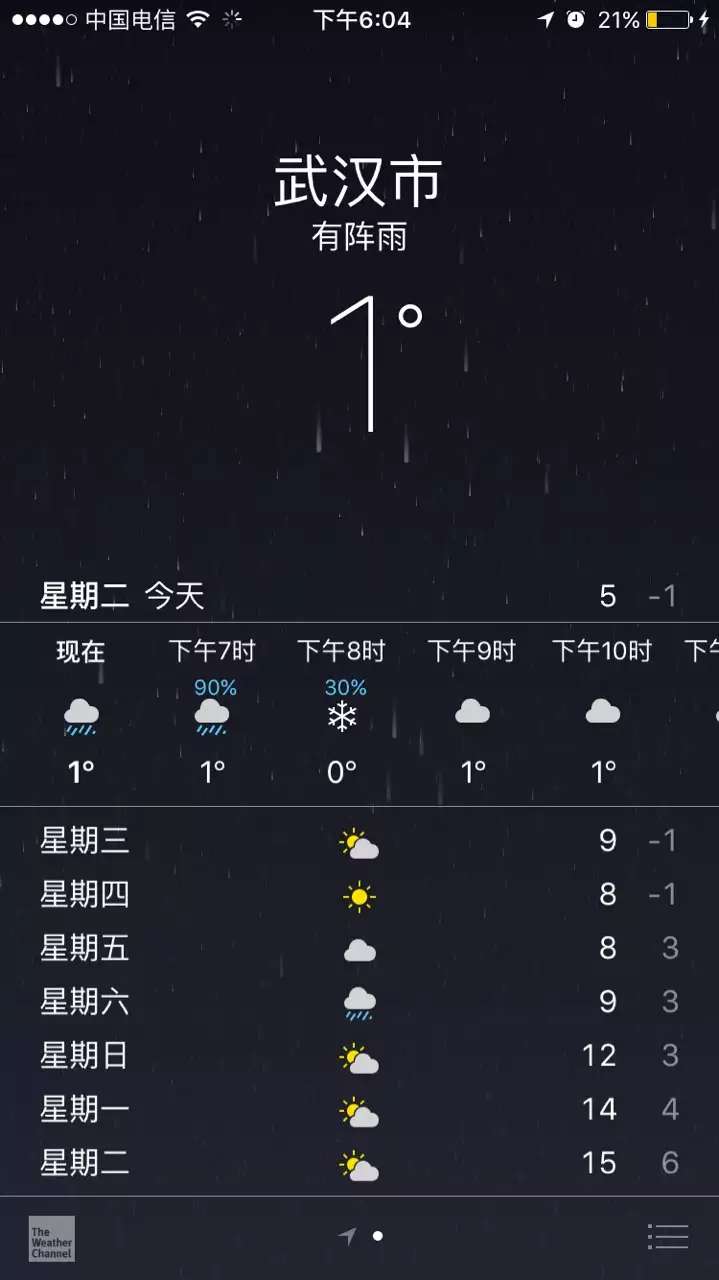 中国电信 下午6:04 21%
武汉市
有阵雨
1°
星期二 今天 5 -1
现在 下午7时 下午8时 下午9时 下午10时 下午
90% 30%
1° 1° 0° 1° 1°
星期三 9 -1
星期四 8 -1
星期五 8 3
星期六 9 3
星期日 12 3
星期一 14 4
星期二 15 6
The
Weather
Channel